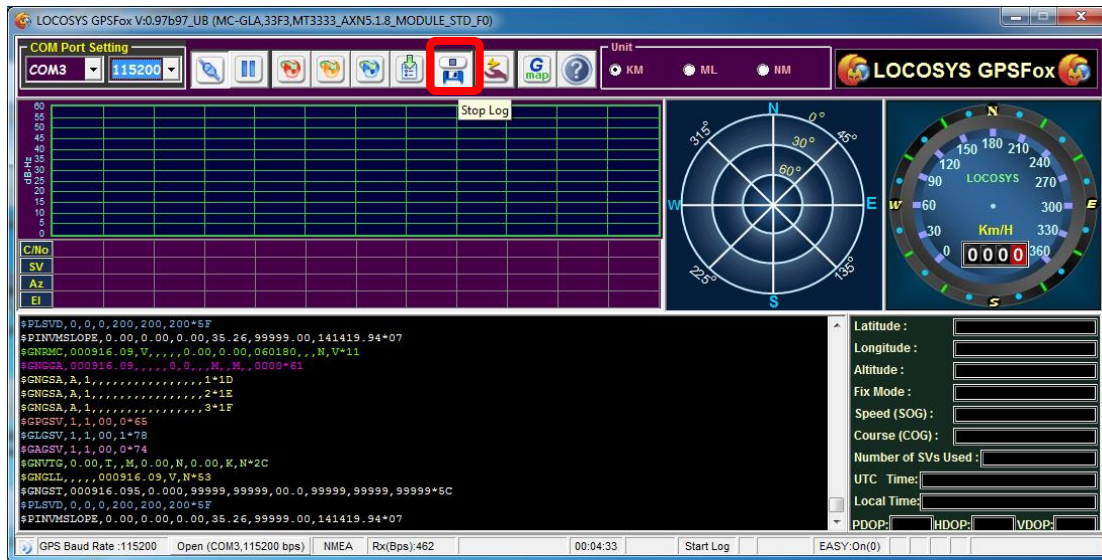 LOCOSYS GPSFox V:0.97b97_UB (MC-GLA,33F3,MT3333_AXN5.1.8_MODULE_STD_F0)
COM Port Setting
COM3
115200
G
map
?
Unit
KM
ML
NM
LOCOSYS GPSFox
Stop Log
60
55
50
45
40
35
30
25
20
15
10
5
0
dB-Hz
C/No
SV
Az
El
N
0°
45°
E
135°
S
225°
W
315°
30°
60°
N
E
S
W
0
30
60
90
120
150
180
210
240
270
300
330
360
LOCOSYS
Km/H
0 0 0 0
$PLSVD,0,0,0,200,200,200*5F
$PINVMSLOPE,0.00,0.00,0.00,35.26,99999.00,141419.94*07
$GNRMC,000916.09,V,,,,,0.00,0.00,060180,,,N,V*11
$GNGGA,000916.09,,,,,0,0,,,M,,M,,0000*61
$GNGSA,A,1,,,,,,,,,,,,,,,,,1*1D
$GNGSA,A,1,,,,,,,,,,,,,,,,,2*1E
$GNGSA,A,1,,,,,,,,,,,,,,,,,3*1F
$GPGSV,1,1,00,0*65
$GLGSV,1,1,00,1*78
$GAGSV,1,1,00,0*74
$GNVTG,0.00,T,,M,0.00,N,0.00,K,N*2C
$GNGLL,,,,,000916.09,V,N*53
$GNGST,000916.095,0.000,99999,99999,00.0,99999,99999,99999*5C
$PLSVD,0,0,0,200,200,200*5F
$PINVMSLOPE,0.00,0.00,0.00,35.26,99999.00,141419.94*07
Latitude :
Longitude :
Altitude :
Fix Mode :
Speed (SOG) :
Course (COG) :
Number of SVs Used :
UTC Time:
Local Time:
PDOP: HDOP: VDOP:
GPS Baud Rate :115200 Open (COM3,115200 bps) NMEA Rx(Bps):462 00:04:33 Start Log EASY:On(0)